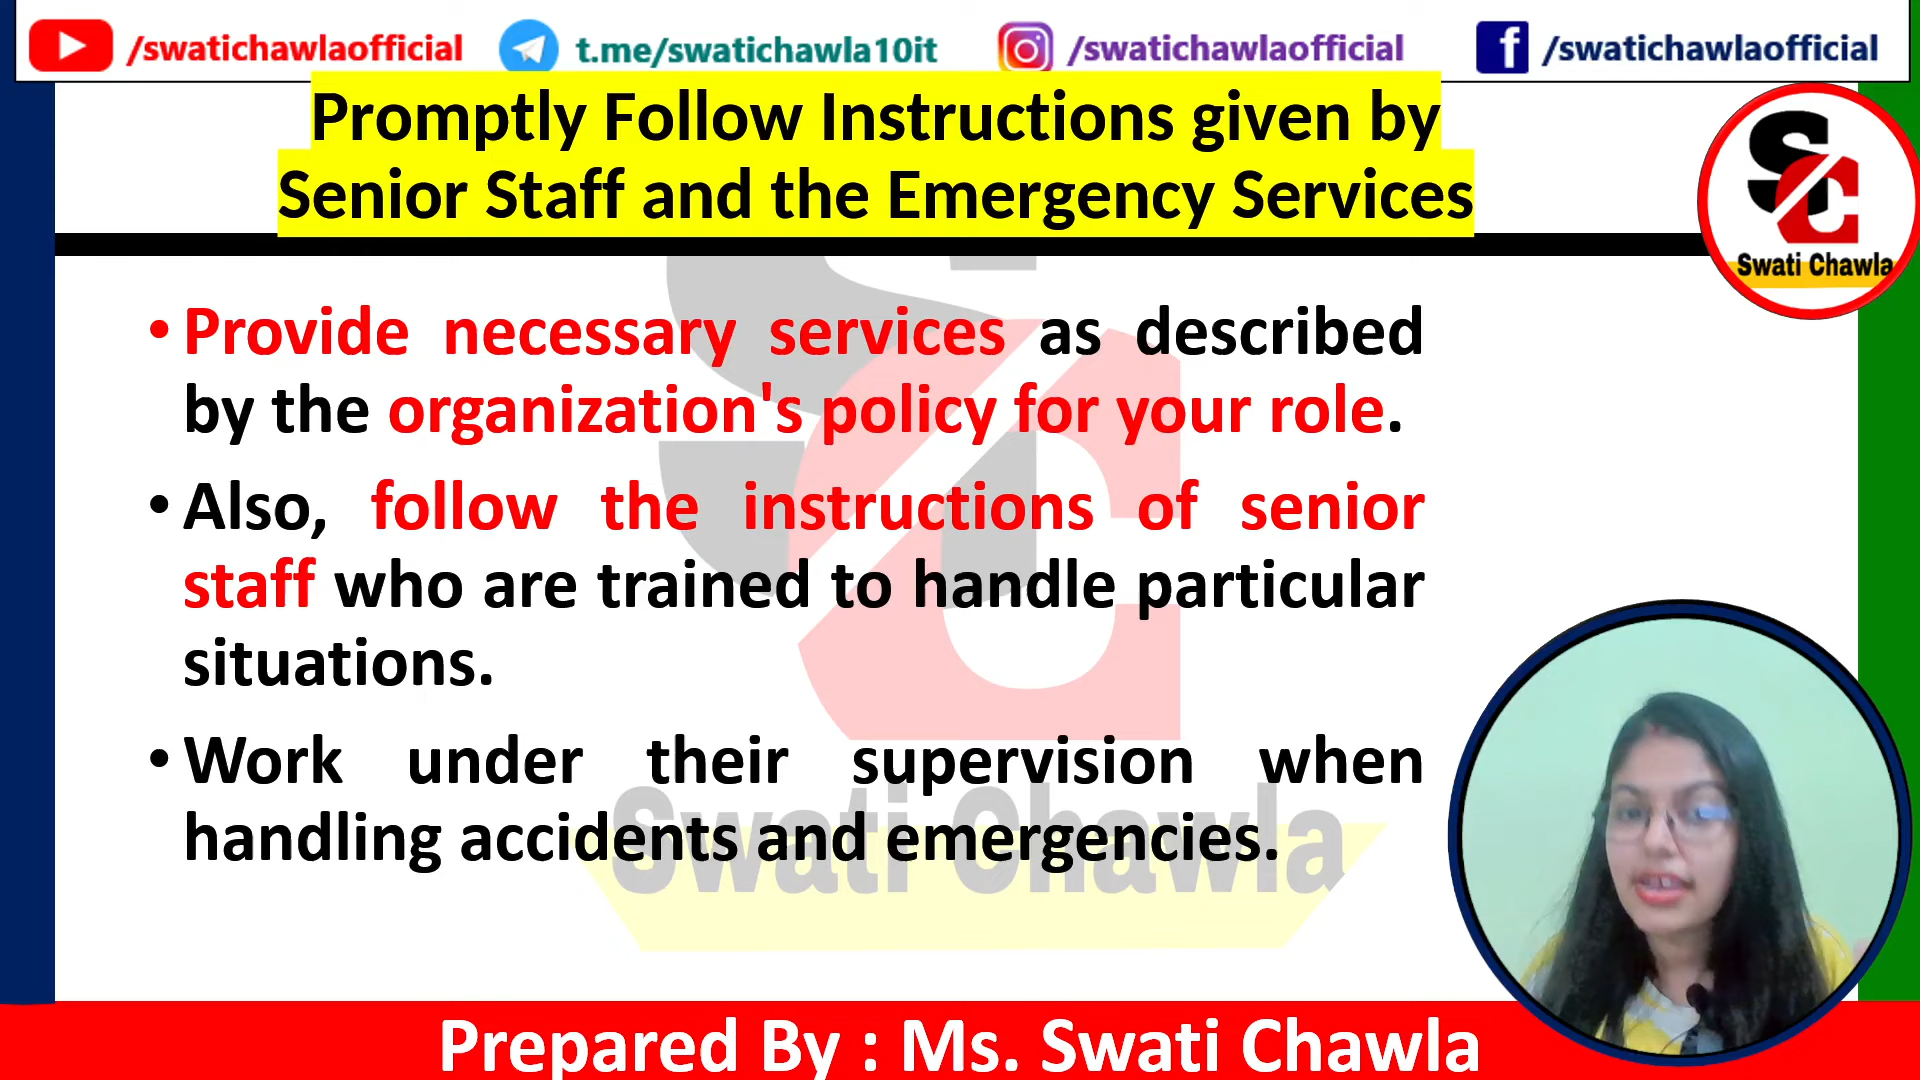 /swatichawlaofficial t.me/swatichawla10it /swatichawlaofficial /swatichawlaofficial
Promptly Follow Instructions given by
Senior Staff and the Emergency Services
SC
Swati Chawla
• Provide necessary services as described
by the organization's policy for your role.
• Also, follow the instructions of senior
staff who are trained to handle particular
situations.
• Work under their supervision when
handling accidents and emergencies.
Swati Chawla
Prepared By : Ms. Swati Chawla